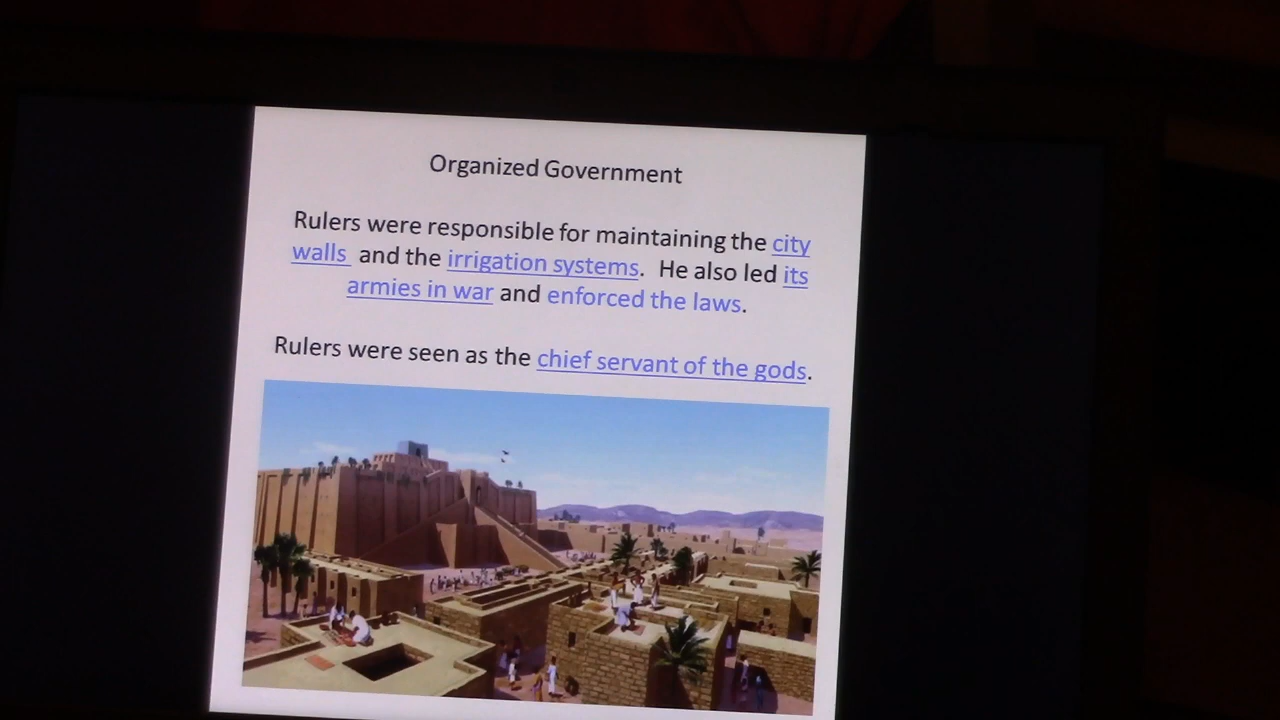 Organized Government
Rulers were responsible for maintaining the city
walls and the irrigation systems. He also led its
armies in war and enforced the laws.
Rulers were seen as the chief servant of the gods.